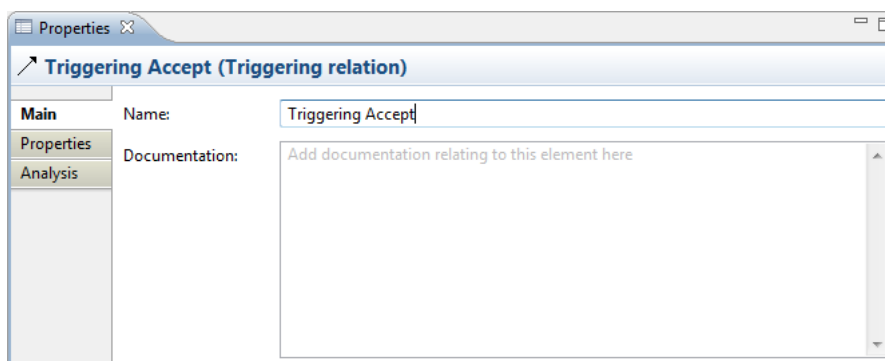 Properties
Triggering Accept (Triggering relation)
Main
Name:
Triggering Accept
Properties
Documentation:
Add documentation relating to this element here
Analysis